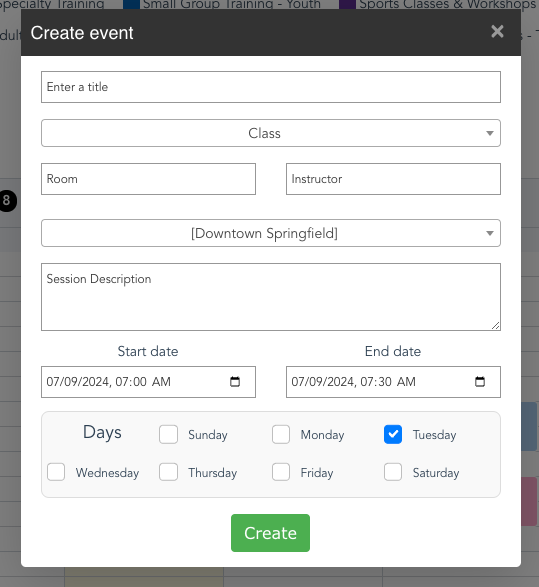 Specialty Training Small Group Training - Youth Sports Classes & Workshops
Create event ×
Enter a title
Class
Room Instructor
8
[Downtown Springfield]
Session Description
Start date End date
07/09/2024, 07:00 AM 07/09/2024, 07:30 AM
Days Sunday Monday Tuesday
Wednesday Thursday Friday Saturday
Create